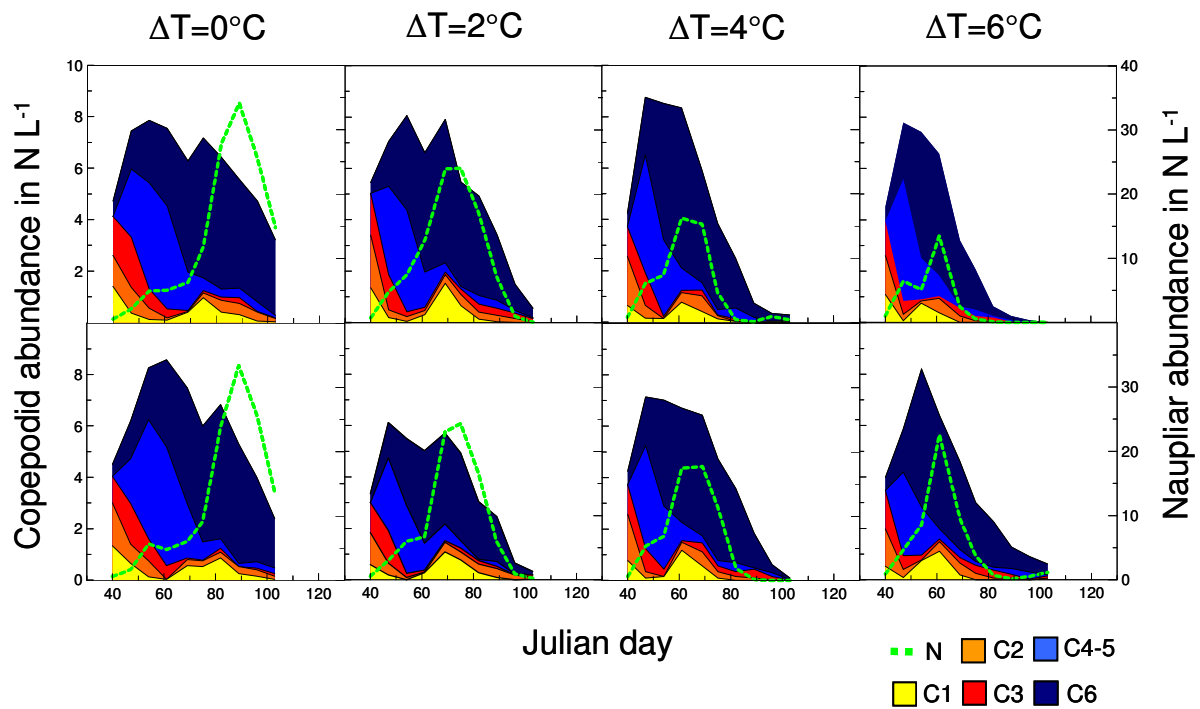 ΔT=0°C ΔT=2°C ΔT=4°C ΔT=6°C
Copepodid abundance in N L-1
10
8
6
4
2
8
6
4
2
0
40
30
20
10
30
20
10
0
Naupliar abundance in N L-1
40 60 80 100 120 40 60 80 100 120 40 60 80 100 120 40 60 80 100 120
Julian day
N C2 C4-5
C1 C3 C6